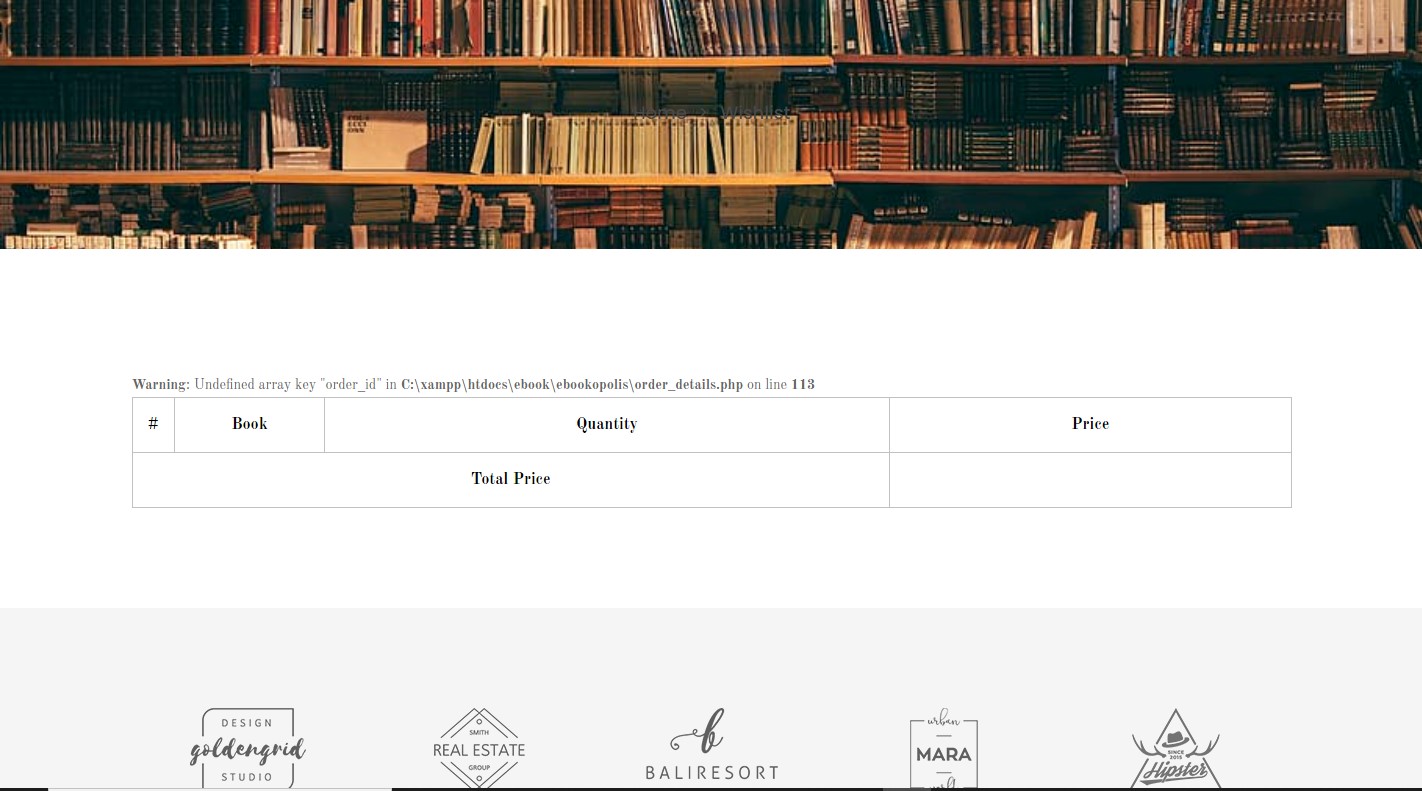 Home
Wishlist
Warning: Undefined array key "order_id" in C:\xampp\htdocs\ebook\ebookopolis\order_details.php on line 113
# Book Quantity Price
Total Price
DESIGN
goldengrid
STUDIO
SMITH
REAL ESTATE
GROUP
b
BALIRESORT
urban
MARA
SINCE
2015
Hipster